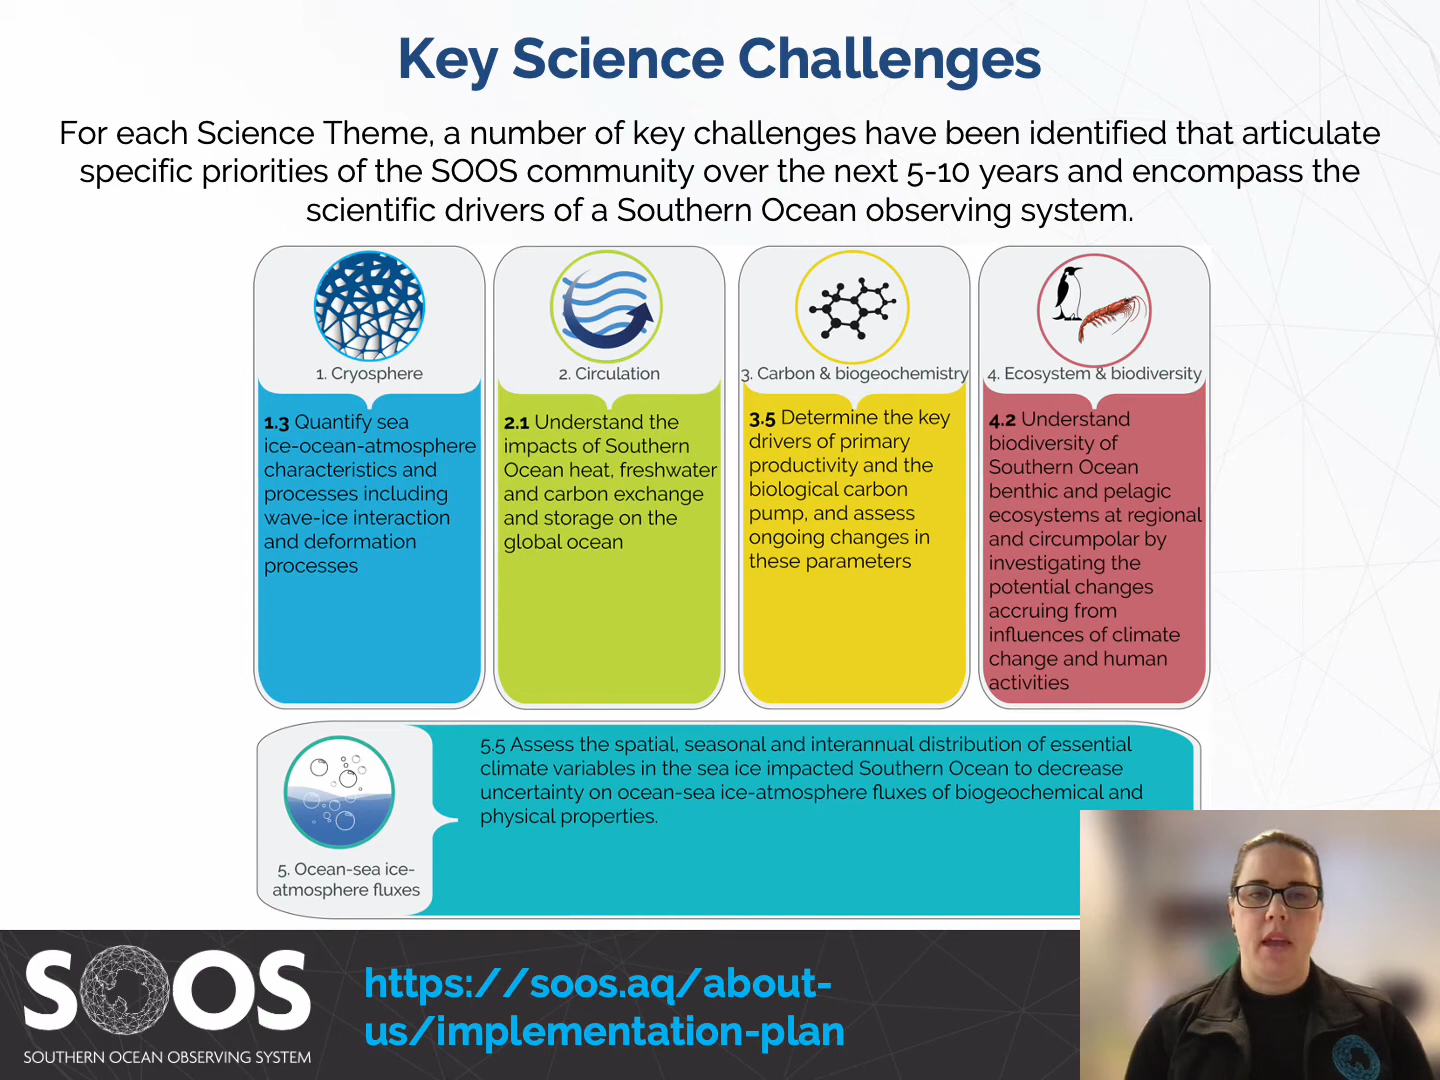 Key Science Challenges
For each Science Theme, a number of key challenges have been identified that articulate
specific priorities of the SOOS community over the next 5-10 years and encompass the
scientific drivers of a Southern Ocean observing system.
1. Cryosphere
1.3 Quantify sea
ice-ocean-atmosphere
characteristics and
processes including
wave-ice interaction
and deformation
processes
2. Circulation
2.1 Understand the
impacts of Southern
Ocean heat, freshwater
and carbon exchange
and storage on the
global ocean
3. Carbon & biogeochemistry
3.5 Determine the key
drivers of primary
productivity and the
biological carbon
pump, and assess
ongoing changes in
these parameters
4. Ecosystem & biodiversity
4.2 Understand
biodiversity of
Southern Ocean
benthic and pelagic
ecosystems at regional
and circumpolar by
investigating the
potential changes
accruing from
influences of climate
change and human
activities
5. Ocean-sea ice-
atmosphere fluxes
5.5 Assess the spatial, seasonal and interannual distribution of essential
climate variables in the sea ice impacted Southern Ocean to decrease
uncertainty on ocean-sea ice-atmosphere fluxes of biogeochemical and
physical properties.
SOOS
SOUTHERN OCEAN OBSERVING SYSTEM
https://soos.aq/about-
us/implementation-plan